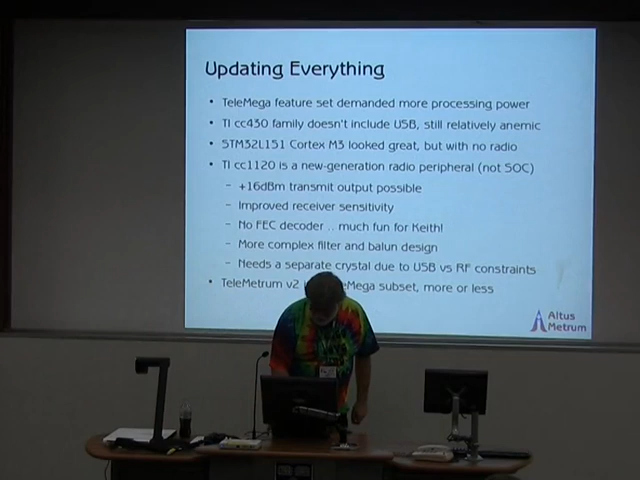 Updating Everything
• TeleMega feature set demanded more processing power
• TI cc430 family doesn't include USB, still relatively anemic
• STM32L151 Cortex M3 looked great, but with no radio
• TI cc1120 is a new-generation radio peripheral (not SOC)
– +16dBm transmit output possible
– Improved receiver sensitivity
– No FEC decoder .. much fun for Keith!
– More complex filter and balun design
– Needs a separate crystal due to USB vs RF constraints
• TeleMetrum v2 eMega subset, more or less
Altus
Metrum